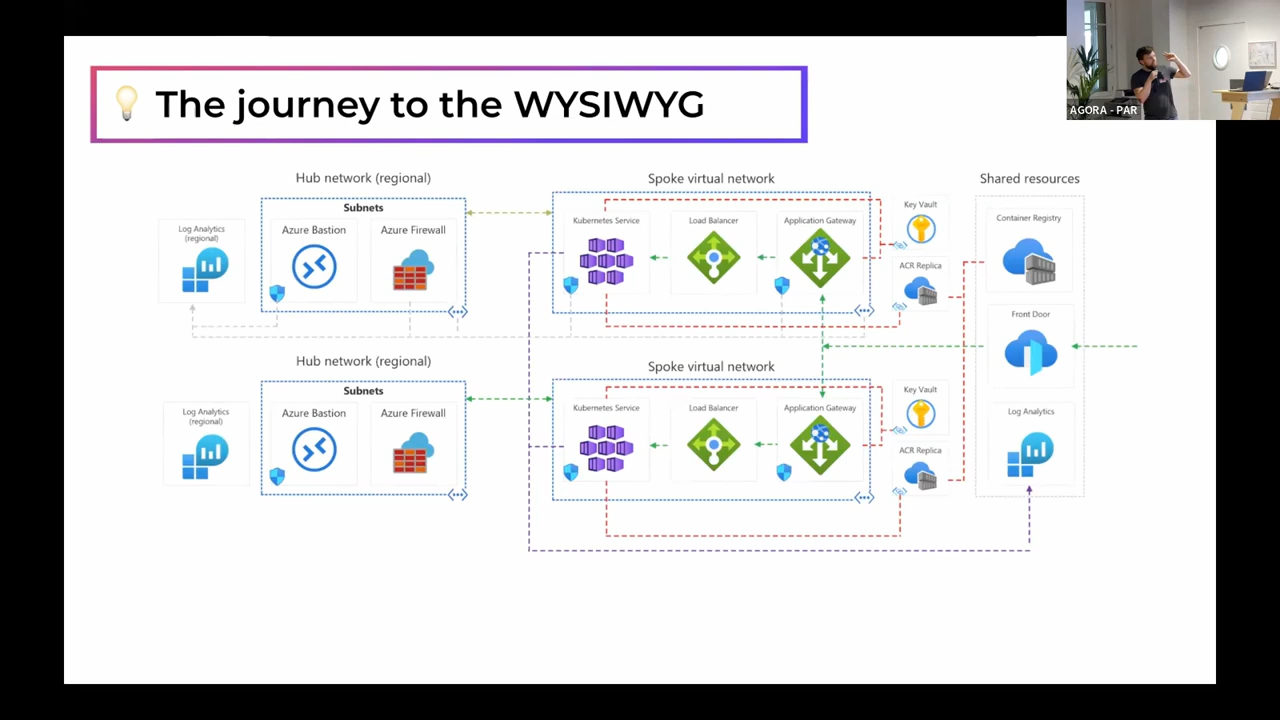 The journey to the WYSIWYG
AGORA - PAR
Hub network (regional)
Spoke virtual network
Shared resources
Subnets
Log Analytics
(regional)
Azure Bastion
Azure Firewall
Kubernetes Service
Load Balancer
Application Gateway
Key Vault
ACR Replica
Container Registry
Front Door
Hub network (regional)
Spoke virtual network
Subnets
Log Analytics
(regional)
Azure Bastion
Azure Firewall
Kubernetes Service
Load Balancer
Application Gateway
Key Vault
ACR Replica
Log Analytics